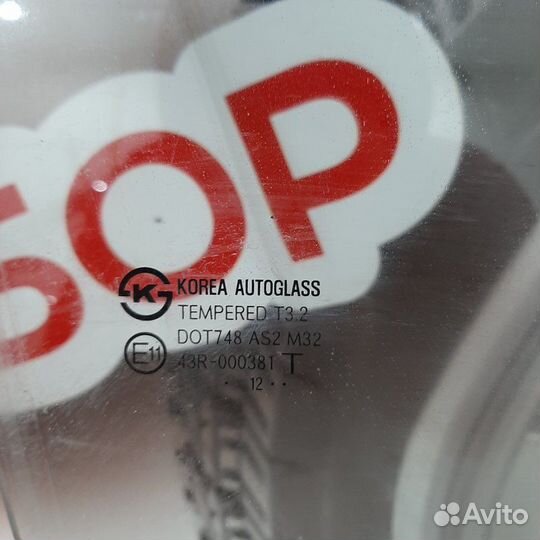 БОР
KOREA AUTOGLASS
TEMPERED T3.2
DOT748 AS2 M32
E11 43R-000381 T
· 12 ··
Avito